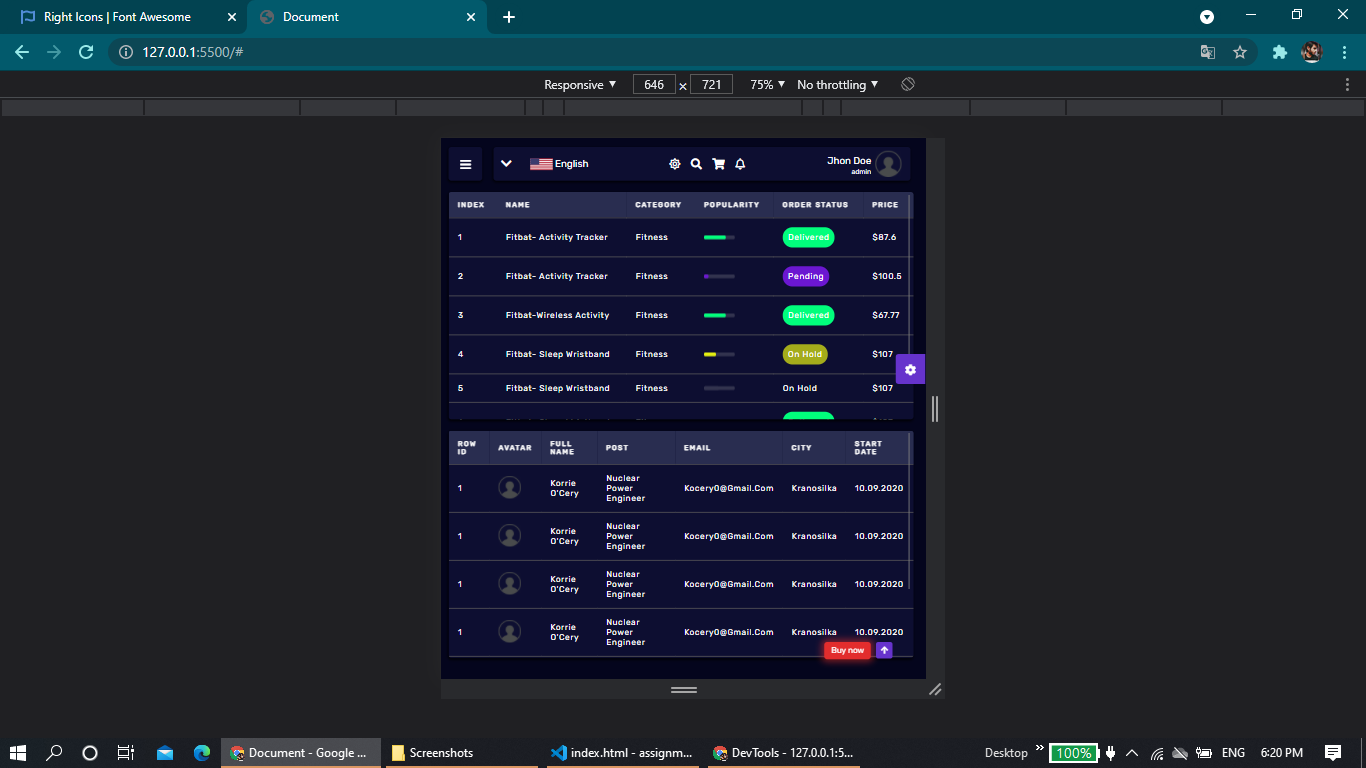 Right Icons | Font Awesome
Document
127.0.0.1:5500/#
Responsive 646 × 721 75% No throttling
English
Jhon Doe
admin
INDEX NAME CATEGORY POPULARITY ORDER STATUS PRICE
1 Fitbat- Activity Tracker Fitness Delivered $87.6
2 Fitbat- Activity Tracker Fitness Pending $100.5
3 Fitbat-Wireless Activity Fitness Delivered $67.77
4 Fitbat- Sleep Wristband Fitness On Hold $107
5 Fitbat- Sleep Wristband Fitness On Hold $107
ROW ID AVATAR FULL NAME POST EMAIL CITY START DATE
1 Korrie O'Cery Nuclear Power Engineer Kocery0@Gmail.Com Kranosilka 10.09.2020
1 Korrie O'Cery Nuclear Power Engineer Kocery0@Gmail.Com Kranosilka 10.09.2020
1 Korrie O'Cery Nuclear Power Engineer Kocery0@Gmail.Com Kranosilka 10.09.2020
1 Korrie O'Cery Nuclear Power Engineer Kocery0@Gmail.Com Kranosilka 10.09.2020
Buy now
Document - Google ... Screenshots index.html - assignm... DevTools - 127.0.0.1:5... Desktop 100% ENG 6:20 PM